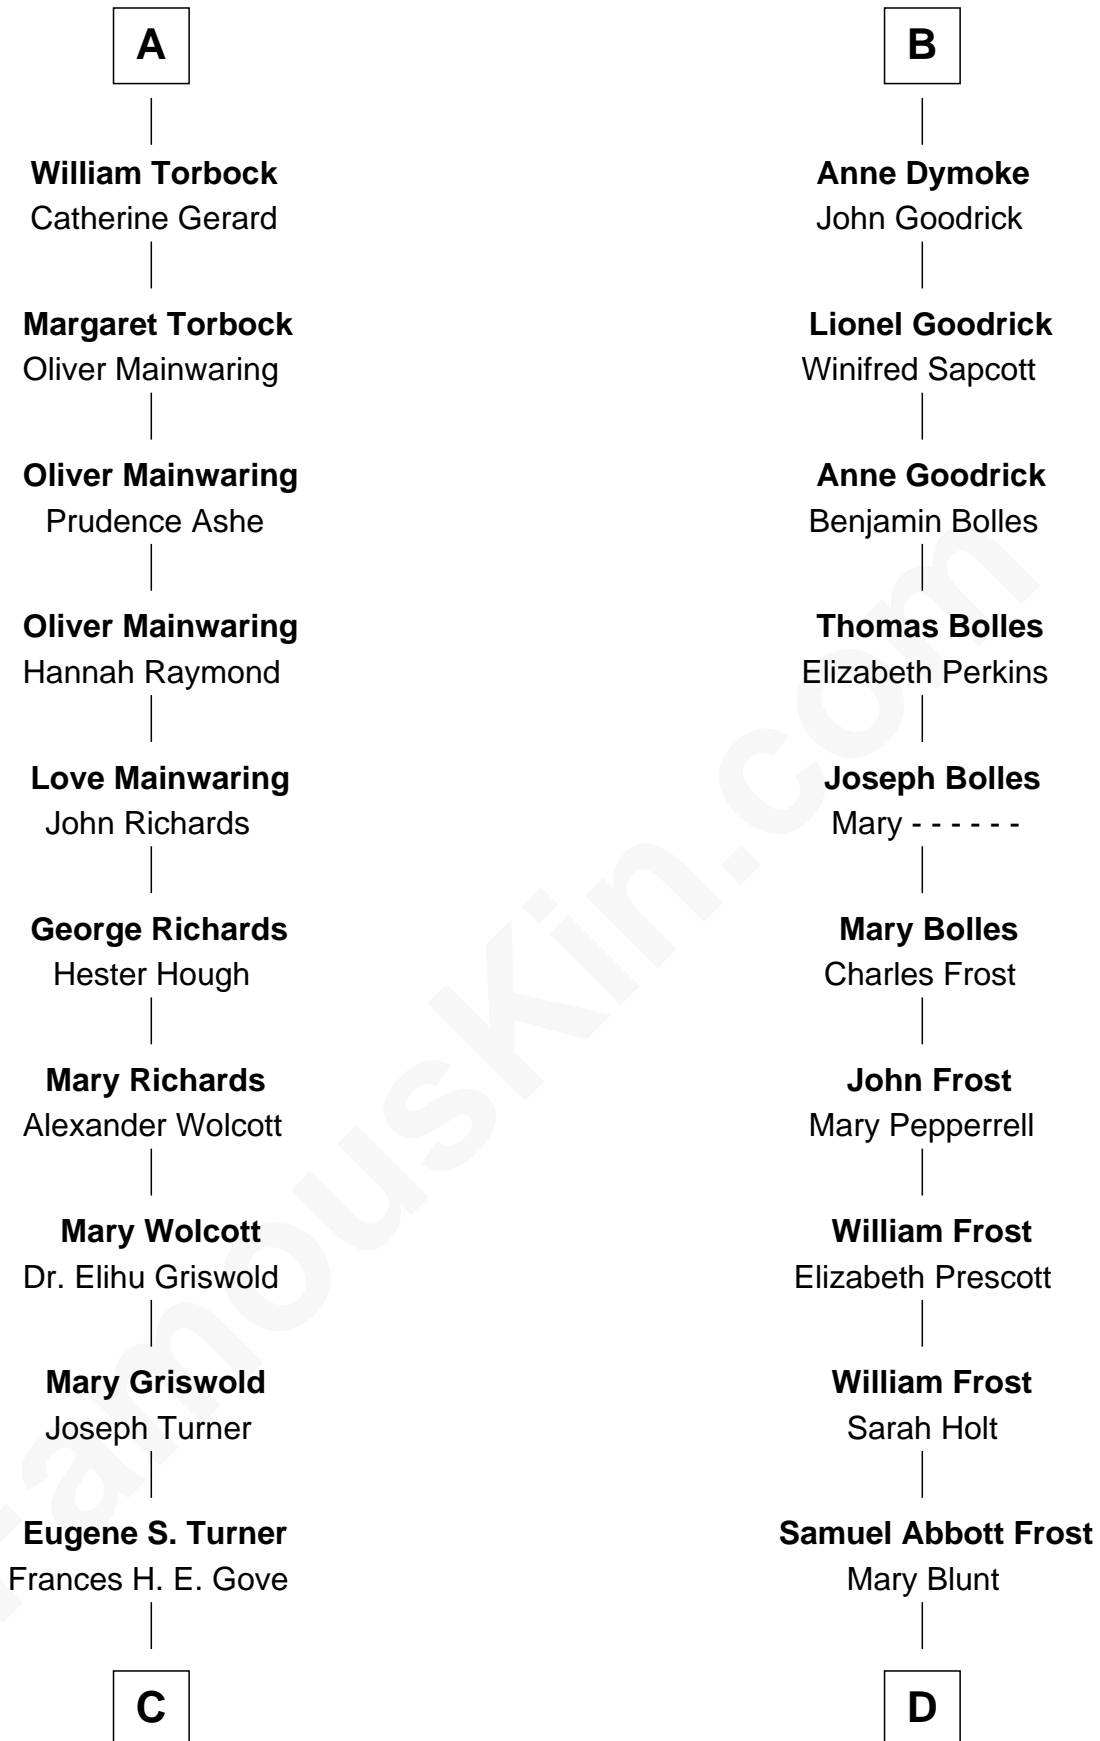 A
William Torbock
Catherine Gerard
Margaret Torbock
Oliver Mainwaring
Oliver Mainwaring
Prudence Ashe
Oliver Mainwaring
Hannah Raymond
Love Mainwaring
John Richards
George Richards
Hester Hough
Mary Richards
Alexander Wolcott
Mary Wolcott
Dr. Elihu Griswold
Mary Griswold
Joseph Turner
Eugene S. Turner
Frances H. E. Gove
C
B
Anne Dymoke
John Goodrick
Lionel Goodrick
Winifred Sapcott
Anne Goodrick
Benjamin Bolles
Thomas Bolles
Elizabeth Perkins
Joseph Bolles
Mary - - - - - -
Mary Bolles
Charles Frost
John Frost
Mary Pepperrell
William Frost
Elizabeth Prescott
William Frost
Sarah Holt
Samuel Abbott Frost
Mary Blunt
D
FamousKin.com